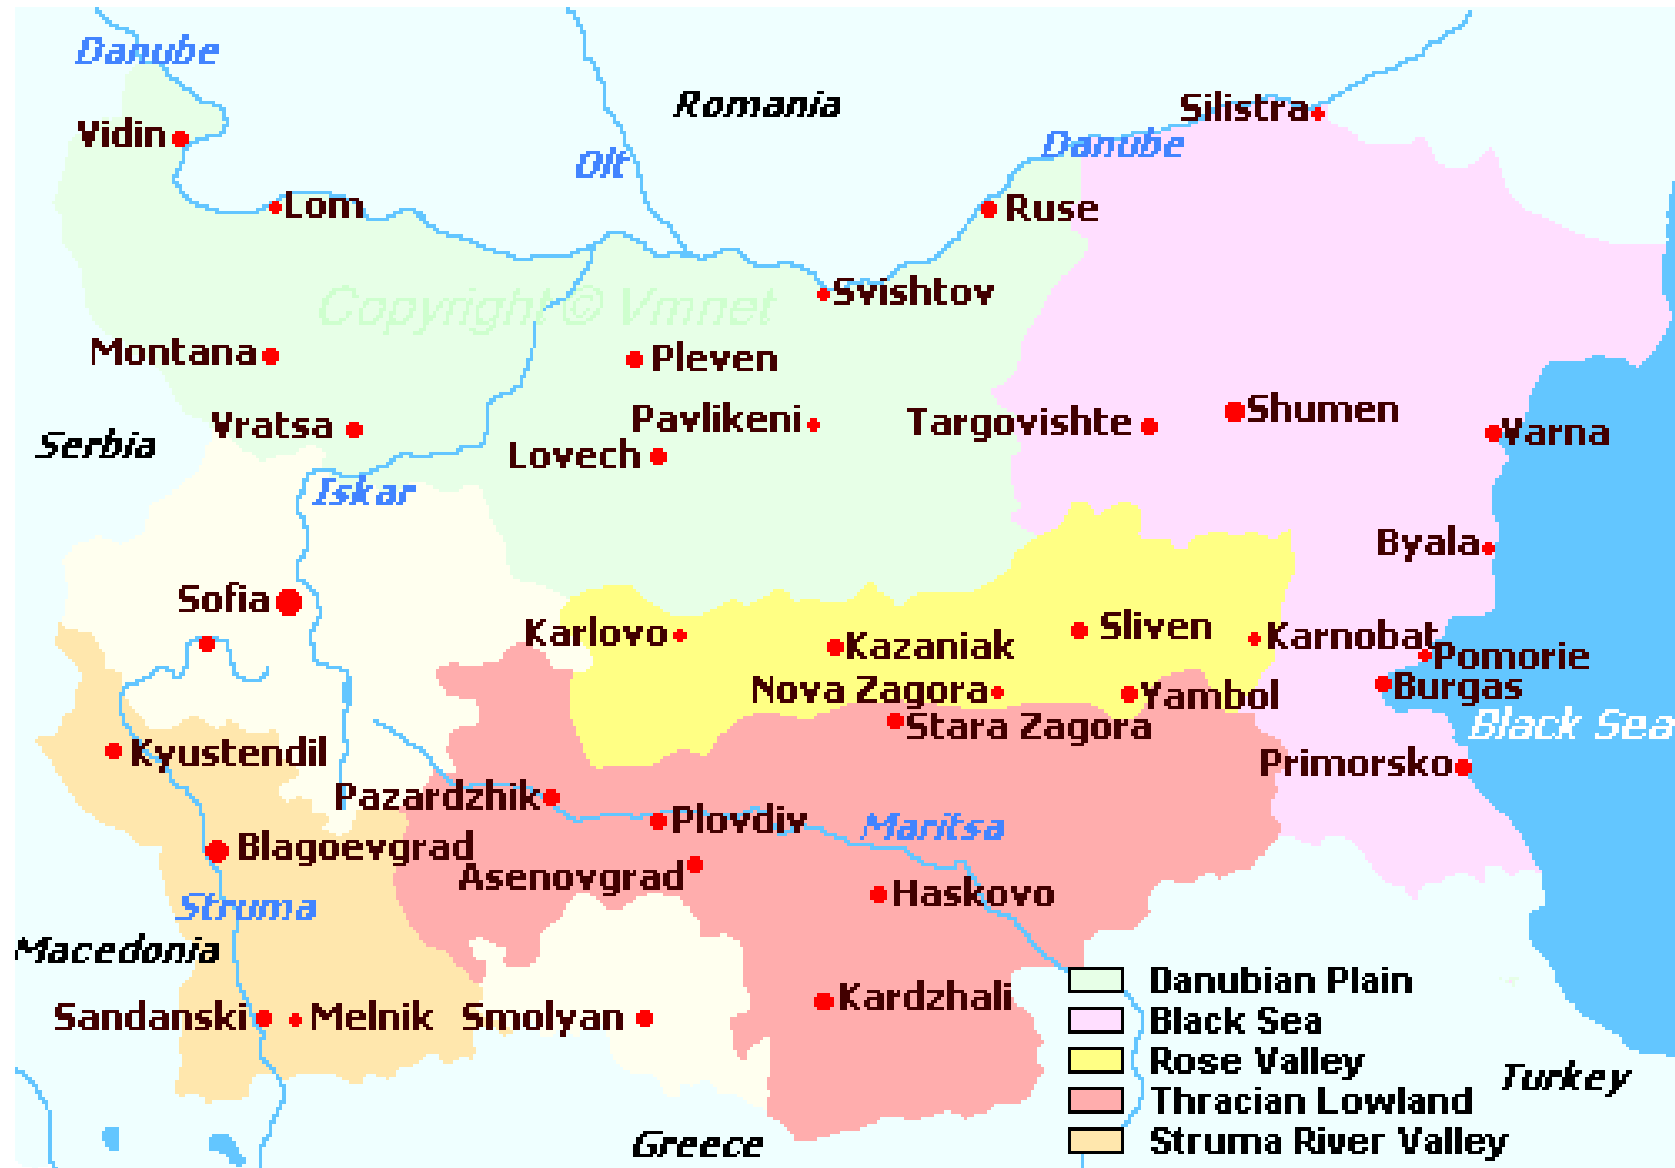 Danube
Romania
Silistra
Vidin
Olt
Danube
Lom
Ruse
Copyright © Vmnet
Svishtov
Montana
Pleven
Vratsa
Pavlikeni
Targovishte
Shumen
Varna
Serbia
Lovech
Iskar
Byala
Sofia
Karlovo
Kazaniak
Sliven
Karnobat
Pomorie
Nova Zagora
Yambol
Burgas
Stara Zagora
Black Sea
Kyustendil
Primorsko
Pazardzhik
Plovdiv
Maritsa
Blagoevgrad
Asenovgrad
Haskovo
Struma
Macedonia
Kardzhali
Sandanski
Melnik
Smolyan
Danubian Plain
Black Sea
Rose Valley
Thracian Lowland
Struma River Valley
Turkey
Greece